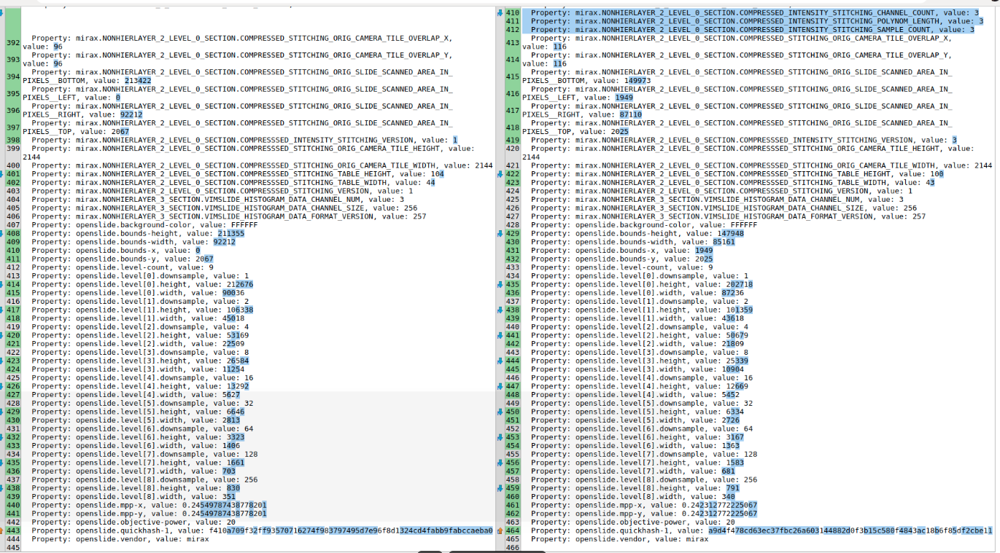 392 Property: mirax.NONHIERLAYER_2_LEVEL_0_SECTION.COMPRESSED_STITCHING_ORIG_CAMERA_TILE_OVERLAP_X,
value: 96
393 Property: mirax.NONHIERLAYER_2_LEVEL_0_SECTION.COMPRESSED_STITCHING_ORIG_CAMERA_TILE_OVERLAP_Y,
value: 96
394 Property: mirax.NONHIERLAYER_2_LEVEL_0_SECTION.COMPRESSED_STITCHING_ORIG_SLIDE_SCANNED_AREA_IN_
PIXELS__BOTTOM, value: 213422
395 Property: mirax.NONHIERLAYER_2_LEVEL_0_SECTION.COMPRESSED_STITCHING_ORIG_SLIDE_SCANNED_AREA_IN_
PIXELS__LEFT, value: 0
396 Property: mirax.NONHIERLAYER_2_LEVEL_0_SECTION.COMPRESSED_STITCHING_ORIG_SLIDE_SCANNED_AREA_IN_
PIXELS__RIGHT, value: 92212
397 Property: mirax.NONHIERLAYER_2_LEVEL_0_SECTION.COMPRESSED_STITCHING_ORIG_SLIDE_SCANNED_AREA_IN_
PIXELS__TOP, value: 2067
398 Property: mirax.NONHIERLAYER_2_LEVEL_0_SECTION.COMPRESSSED_INTENSITY_STITCHING_VERSION, value: 1
399 Property: mirax.NONHIERLAYER_2_LEVEL_0_SECTION.COMPRESSSED_STITCHING_ORIG_CAMERA_TILE_HEIGHT, value:
2144
400 Property: mirax.NONHIERLAYER_2_LEVEL_0_SECTION.COMPRESSSED_STITCHING_ORIG_CAMERA_TILE_WIDTH, value: 2144
401 Property: mirax.NONHIERLAYER_2_LEVEL_0_SECTION.COMPRESSSED_STITCHING_TABLE_HEIGHT, value: 104
402 Property: mirax.NONHIERLAYER_2_LEVEL_0_SECTION.COMPRESSSED_STITCHING_TABLE_WIDTH, value: 44
403 Property: mirax.NONHIERLAYER_2_LEVEL_0_SECTION.COMPRESSSED_STITCHING_VERSION, value: 1
404 Property: mirax.NONHIERLAYER_3_SECTION.VIMSLIDE_HISTOGRAM_DATA_CHANNEL_NUM, value: 3
405 Property: mirax.NONHIERLAYER_3_SECTION.VIMSLIDE_HISTOGRAM_DATA_CHANNEL_SIZE, value: 256
406 Property: mirax.NONHIERLAYER_3_SECTION.VIMSLIDE_HISTOGRAM_DATA_FORMAT_VERSION, value: 257
407 Property: openslide.background-color, value: FFFFFF
408 Property: openslide.bounds-height, value: 211355
409 Property: openslide.bounds-width, value: 92212
410 Property: openslide.bounds-x, value: 0
411 Property: openslide.bounds-y, value: 2067
412 Property: openslide.level-count, value: 9
413 Property: openslide.level[0].downsample, value: 1
414 Property: openslide.level[0].height, value: 212676
415 Property: openslide.level[0].width, value: 90036
416 Property: openslide.level[1].downsample, value: 2
417 Property: openslide.level[1].height, value: 106338
418 Property: openslide.level[1].width, value: 45018
419 Property: openslide.level[2].downsample, value: 4
420 Property: openslide.level[2].height, value: 53169
421 Property: openslide.level[2].width, value: 22509
422 Property: openslide.level[3].downsample, value: 8
423 Property: openslide.level[3].height, value: 26584
424 Property: openslide.level[3].width, value: 11254
425 Property: openslide.level[4].downsample, value: 16
426 Property: openslide.level[4].height, value: 13292
427 Property: openslide.level[4].width, value: 5627
428 Property: openslide.level[5].downsample, value: 32
429 Property: openslide.level[5].height, value: 6646
430 Property: openslide.level[5].width, value: 2813
431 Property: openslide.level[6].downsample, value: 64
432 Property: openslide.level[6].height, value: 3323
433 Property: openslide.level[6].width, value: 1406
434 Property: openslide.level[7].downsample, value: 128
435 Property: openslide.level[7].height, value: 1661
436 Property: openslide.level[7].width, value: 703
437 Property: openslide.level[8].downsample, value: 256
438 Property: openslide.level[8].height, value: 830
439 Property: openslide.level[8].width, value: 351
440 Property: openslide.mpp-x, value: 0.24549787438778201
441 Property: openslide.mpp-y, value: 0.24549787438778201
442 Property: openslide.objective-power, value: 20
443 Property: openslide.quickhash-1, value: f410a709f32ff93570716274f983797495d7e96f8d1324cd4fabb9fabccaeba0
444 Property: openslide.vendor, value: mirax
445
410 Property: mirax.NONHIERLAYER_2_LEVEL_0_SECTION.COMPRESSED_INTENSITY_STITCHING_CHANNEL_COUNT, value: 3
411 Property: mirax.NONHIERLAYER_2_LEVEL_0_SECTION.COMPRESSED_INTENSITY_STITCHING_POLYNOM_LENGTH, value: 3
412 Property: mirax.NONHIERLAYER_2_LEVEL_0_SECTION.COMPRESSED_INTENSITY_STITCHING_SAMPLE_COUNT, value: 3
413 Property: mirax.NONHIERLAYER_2_LEVEL_0_SECTION.COMPRESSED_STITCHING_ORIG_CAMERA_TILE_OVERLAP_X,
value: 116
414 Property: mirax.NONHIERLAYER_2_LEVEL_0_SECTION.COMPRESSED_STITCHING_ORIG_CAMERA_TILE_OVERLAP_Y,
value: 116
415 Property: mirax.NONHIERLAYER_2_LEVEL_0_SECTION.COMPRESSED_STITCHING_ORIG_SLIDE_SCANNED_AREA_IN_
PIXELS__BOTTOM, value: 149973
416 Property: mirax.NONHIERLAYER_2_LEVEL_0_SECTION.COMPRESSED_STITCHING_ORIG_SLIDE_SCANNED_AREA_IN_
PIXELS__LEFT, value: 1949
417 Property: mirax.NONHIERLAYER_2_LEVEL_0_SECTION.COMPRESSED_STITCHING_ORIG_SLIDE_SCANNED_AREA_IN_
PIXELS__RIGHT, value: 87110
418 Property: mirax.NONHIERLAYER_2_LEVEL_0_SECTION.COMPRESSED_STITCHING_ORIG_SLIDE_SCANNED_AREA_IN_
PIXELS__TOP, value: 2025
419 Property: mirax.NONHIERLAYER_2_LEVEL_0_SECTION.COMPRESSSED_INTENSITY_STITCHING_VERSION, value: 3
420 Property: mirax.NONHIERLAYER_2_LEVEL_0_SECTION.COMPRESSSED_STITCHING_ORIG_CAMERA_TILE_HEIGHT, value:
2144
421 Property: mirax.NONHIERLAYER_2_LEVEL_0_SECTION.COMPRESSSED_STITCHING_ORIG_CAMERA_TILE_WIDTH, value: 2144
422 Property: mirax.NONHIERLAYER_2_LEVEL_0_SECTION.COMPRESSSED_STITCHING_TABLE_HEIGHT, value: 100
423 Property: mirax.NONHIERLAYER_2_LEVEL_0_SECTION.COMPRESSSED_STITCHING_TABLE_WIDTH, value: 43
424 Property: mirax.NONHIERLAYER_2_LEVEL_0_SECTION.COMPRESSSED_STITCHING_VERSION, value: 1
425 Property: mirax.NONHIERLAYER_3_SECTION.VIMSLIDE_HISTOGRAM_DATA_CHANNEL_NUM, value: 3
426 Property: mirax.NONHIERLAYER_3_SECTION.VIMSLIDE_HISTOGRAM_DATA_CHANNEL_SIZE, value: 256
427 Property: mirax.NONHIERLAYER_3_SECTION.VIMSLIDE_HISTOGRAM_DATA_FORMAT_VERSION, value: 257
428 Property: openslide.background-color, value: FFFFFF
429 Property: openslide.bounds-height, value: 147948
430 Property: openslide.bounds-width, value: 85161
431 Property: openslide.bounds-x, value: 1949
432 Property: openslide.bounds-y, value: 2025
433 Property: openslide.level-count, value: 9
434 Property: openslide.level[0].downsample, value: 1
435 Property: openslide.level[0].height, value: 202718
436 Property: openslide.level[0].width, value: 87236
437 Property: openslide.level[1].downsample, value: 2
438 Property: openslide.level[1].height, value: 101359
439 Property: openslide.level[1].width, value: 43618
440 Property: openslide.level[2].downsample, value: 4
441 Property: openslide.level[2].height, value: 50679
442 Property: openslide.level[2].width, value: 21809
443 Property: openslide.level[3].downsample, value: 8
444 Property: openslide.level[3].height, value: 25339
445 Property: openslide.level[3].width, value: 10904
446 Property: openslide.level[4].downsample, value: 16
447 Property: openslide.level[4].height, value: 12669
448 Property: openslide.level[4].width, value: 5452
449 Property: openslide.level[5].downsample, value: 32
450 Property: openslide.level[5].height, value: 6334
451 Property: openslide.level[5].width, value: 2726
452 Property: openslide.level[6].downsample, value: 64
453 Property: openslide.level[6].height, value: 3167
454 Property: openslide.level[6].width, value: 1363
455 Property: openslide.level[7].downsample, value: 128
456 Property: openslide.level[7].height, value: 1583
457 Property: openslide.level[7].width, value: 681
458 Property: openslide.level[8].downsample, value: 256
459 Property: openslide.level[8].height, value: 791
460 Property: openslide.level[8].width, value: 340
461 Property: openslide.mpp-x, value: 0.242312772225067
462 Property: openslide.mpp-y, value: 0.242312772225067
463 Property: openslide.objective-power, value: 20
464 Property: openslide.quickhash-1, value: a9d4f478cd63ec37fbc26a603144882d0f3b15c580f4843ac18b6f85df2cbe11
465 Property: openslide.vendor, value: mirax
466